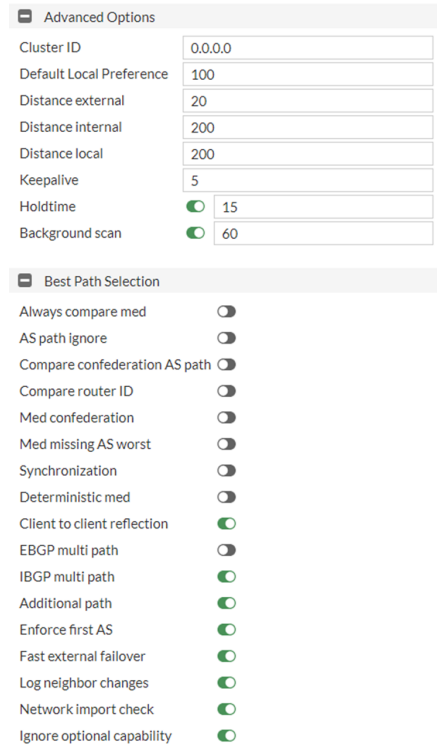 Advanced Options
Cluster ID 0.0.0.0
Default Local Preference 100
Distance external 20
Distance internal 200
Distance local 200
Keepalive 5
Holdtime 15
Background scan 60
Best Path Selection
Always compare med
AS path ignore
Compare confederation AS path
Compare router ID
Med confederation
Med missing AS worst
Synchronization
Deterministic med
Client to client reflection
EBGP multi path
IBGP multi path
Additional path
Enforce first AS
Fast external failover
Log neighbor changes
Network import check
Ignore optional capability